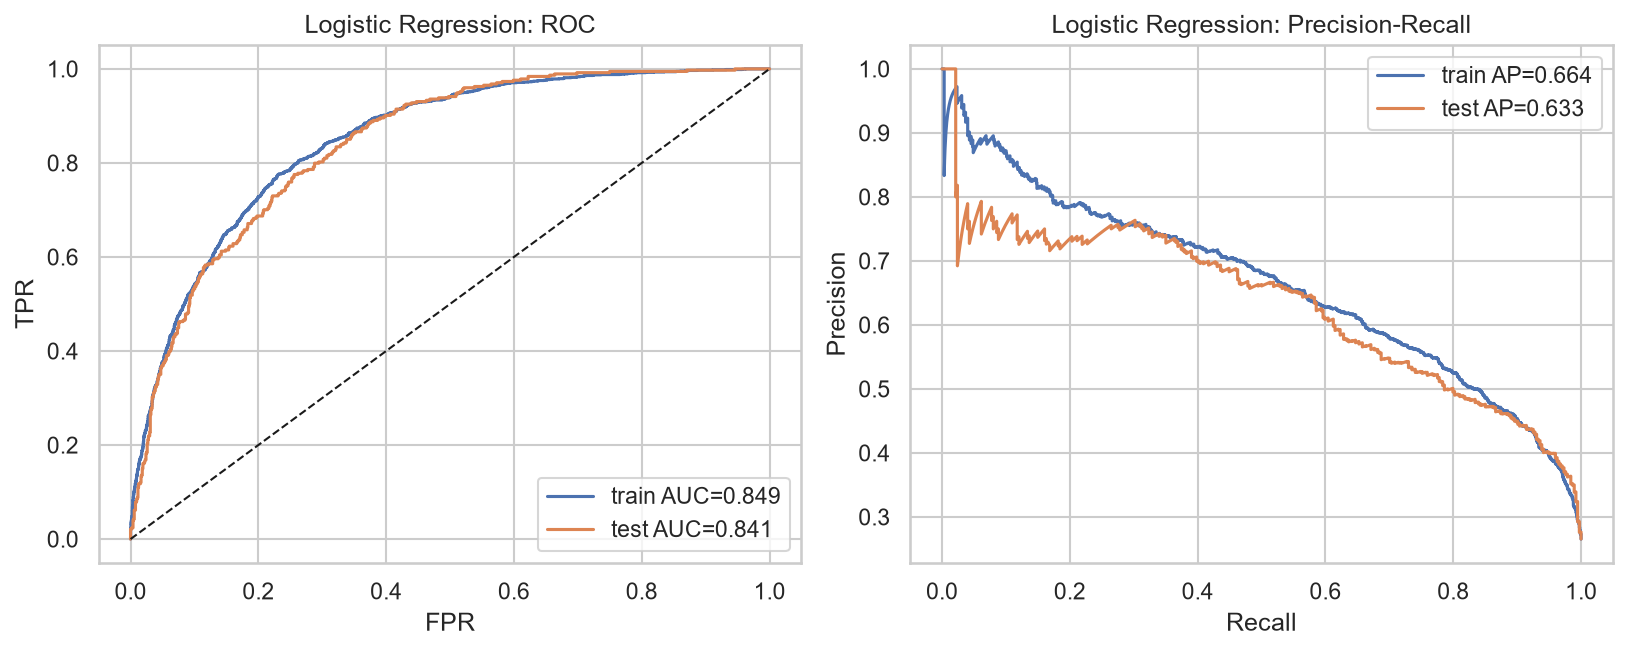 Logistic Regression: ROC
1.0
0.8
0.6
0.4
0.2
0.0
TPR
0.0 0.2 0.4 0.6 0.8 1.0
FPR
train AUC=0.849
test AUC=0.841
Logistic Regression: Precision-Recall
1.0
0.9
0.8
0.7
0.6
0.5
0.4
0.3
Precision
0.0 0.2 0.4 0.6 0.8 1.0
Recall
train AP=0.664
test AP=0.633